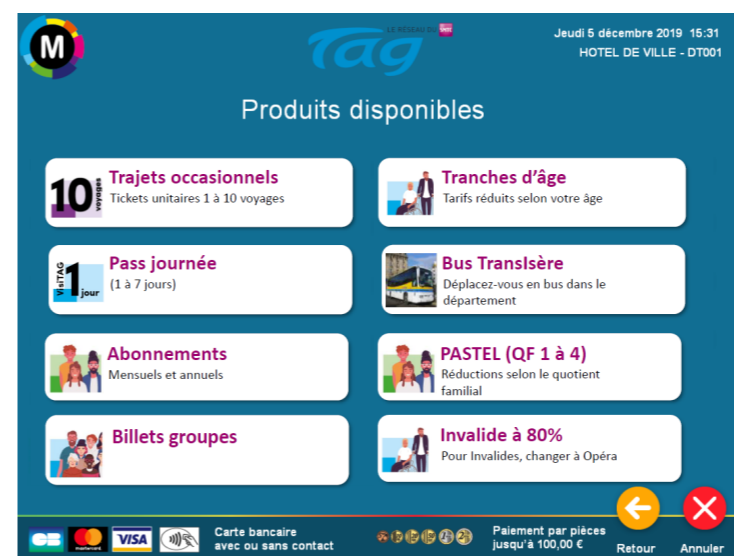 M
LE RÉSEAU DU
Tag
Jeudi 5 décembre 2019 15:31
HOTEL DE VILLE - DT001
Produits disponibles
10 voyages
Trajets occasionnels
Tickets unitaires 1 à 10 voyages
Tranches d'âge
Tarifs réduits selon votre âge
VisiTAG 1 jour
Pass journée
(1 à 7 jours)
Bus TransIsère
Déplacez-vous en bus dans le
département
Abonnements
Mensuels et annuels
PASTEL (QF 1 à 4)
Réductions selon le quotient
familial
Billets groupes
Invalide à 80%
Pour Invalides, changer à Opéra
CB
mastercard
VISA
Carte bancaire
avec ou sans contact
Paiement par pièces
jusqu'à 100,00 €
Retour
Annuler